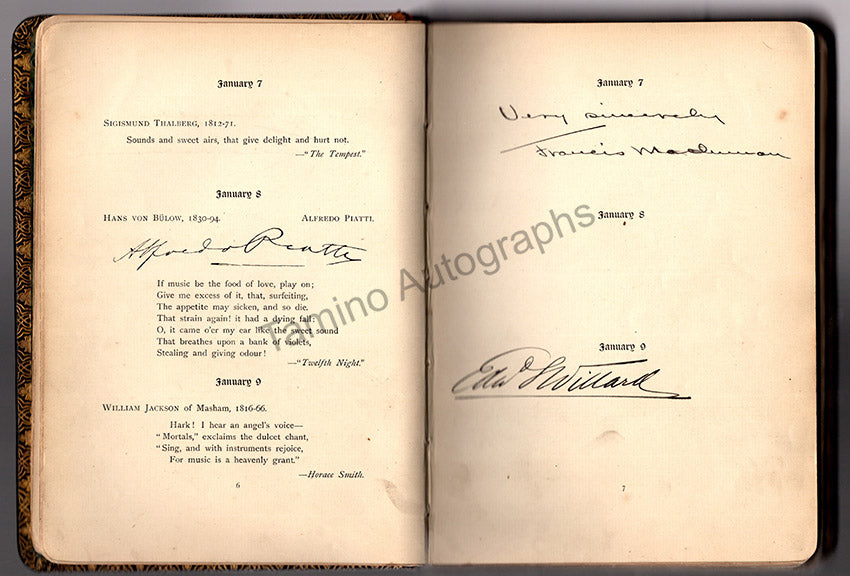 January 7
SIGISMUND THALBERG, 1812-71.
Sounds and sweet airs, that give delight and hurt not.
—"The Tempest."
January 8
HANS VON BÜLOW, 1830-94. ALFREDO PIATTI.
Alfredo Piatti
If music be the food of love, play on;
Give me excess of it, that, surfeiting,
The appetite may sicken, and so die.
That strain again! it had a dying fall:
O, it came o'er my ear like the sweet sound
That breathes upon a bank of violets,
Stealing and giving odour!
—"Twelfth Night."
January 9
WILLIAM JACKSON of Masham, 1816-66.
Hark! I hear an angel's voice—
"Mortals," exclaims the dulcet chant,
"Sing, and with instruments rejoice,
For music is a heavenly grant."
—Horace Smith.
6
January 7
Very sincerely
Francis
January 8
January 9
Edwd S Willard
7
Tamino Autographs